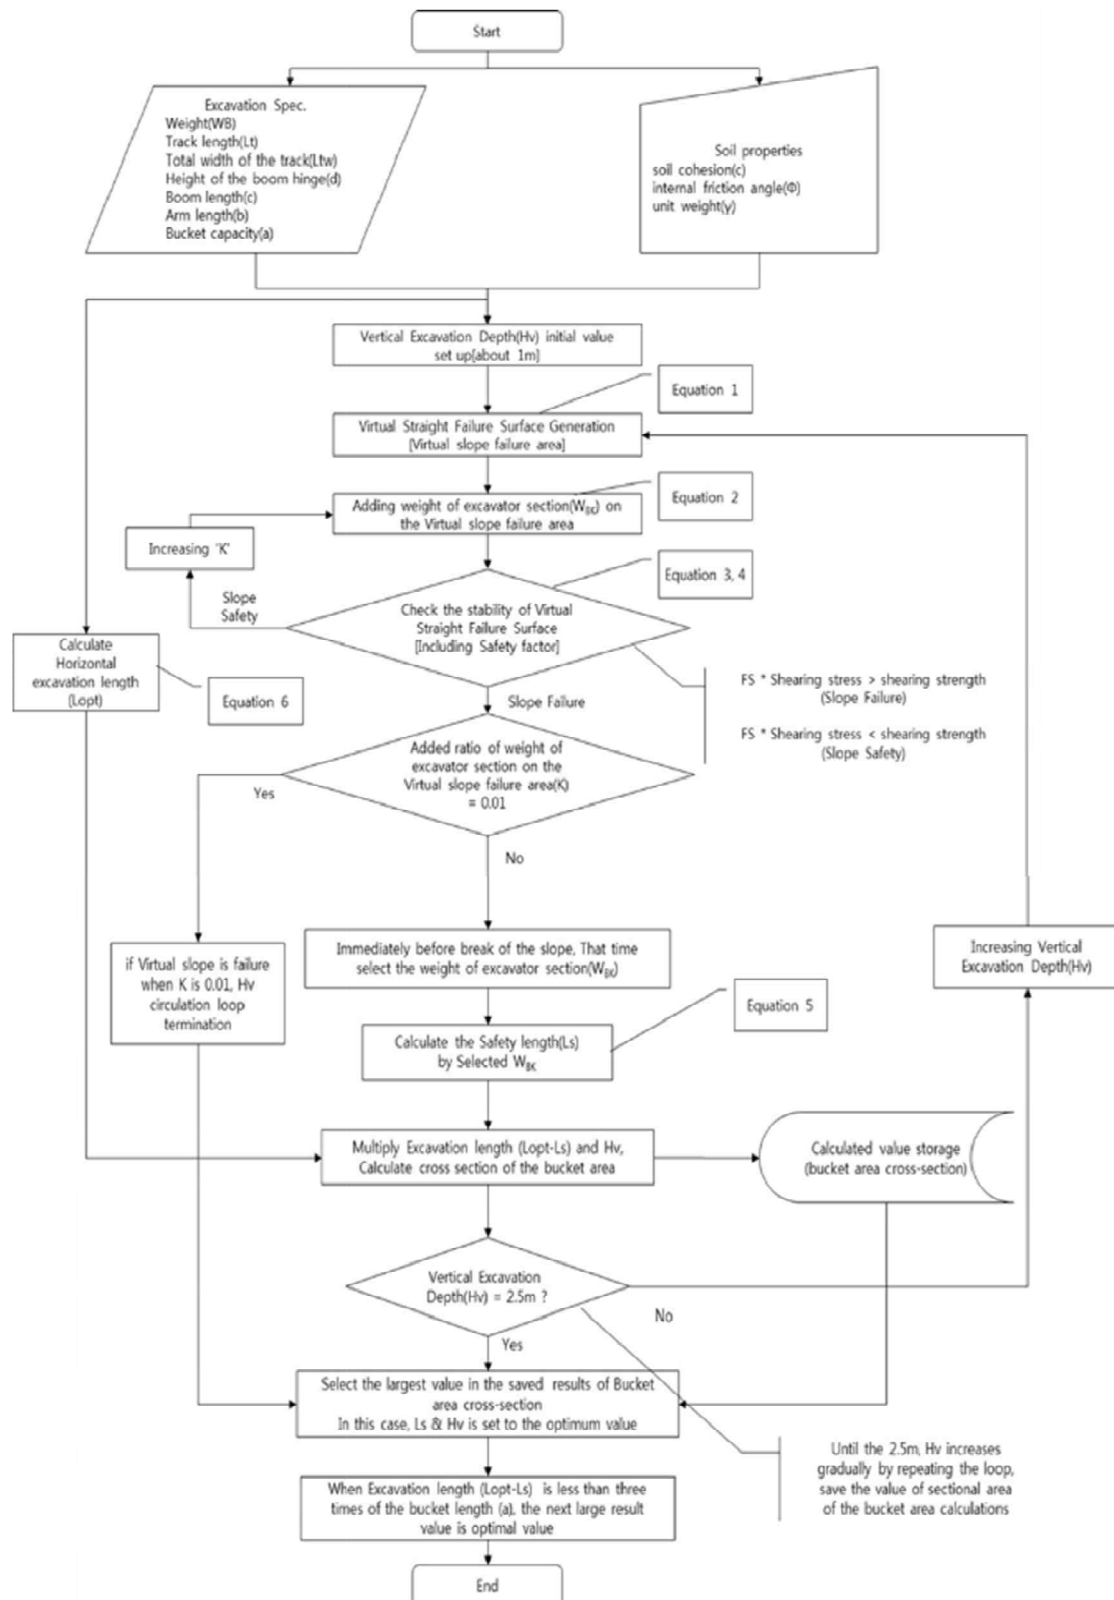 Start
Excavation Spec.
Weight(WB)
Track length(Lt)
Total width of the track(Ltw)
Height of the boom hinge(d)
Boom length(c)
Arm length(b)
Bucket capacity(a)
Soil properties
soil cohesion(c)
internal friction angle(Φ)
unit weight(γ)
Vertical Excavation Depth(Hv) initial value
set up[about 1m]
Equation 1
Virtual Straight Failure Surface Generation
[Virtual slope failure area]
Equation 2
Adding weight of excavator section(W_BK) on
the Virtual slope failure area
Increasing "K"
Equation 3, 4
Slope
Safety
Check the stability of Virtual
Straight Failure Surface
[Including Safety factor]
Calculate
Horizontal
excavation length
(Lopt)
Equation 6
FS * Shearing stress > shearing strength
(Slope Failure)
FS * Shearing stress < shearing strength
(Slope Safety)
Slope Failure
Added ratio of weight of
excavator section on the
Virtual slope failure area(K)
= 0.01
Yes
No
if Virtual slope is failure
when K is 0.01, Hv
circulation loop
termination
Immediately before break of the slope, That time
select the weight of excavator section(W_BK)
Increasing Vertical
Excavation Depth(Hv)
Equation 5
Calculate the Safety length(Ls)
by Selected W_BK
Multiply Excavation length (Lopt-Ls) and Hv,
Calculate cross section of the bucket area
Calculated value storage
(bucket area cross-section)
Vertical Excavation
Depth(Hv) = 2.5m ?
No
Yes
Select the largest value in the saved results of Bucket
area cross-section
In this case, Ls & Hv is set to the optimum value
Until the 2.5m, Hv increases
gradually by repeating the loop,
save the value of sectional area
of the bucket area calculations
When Excavation length (Lopt-Ls) is less than three
times of the bucket length (a), the next large result
value is optimal value
End